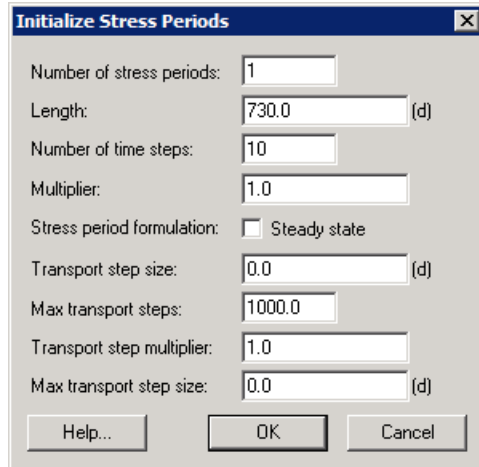 Initialize Stress Periods
Number of stress periods: 1
Length: 730.0 (d)
Number of time steps: 10
Multiplier: 1.0
Stress period formulation: Steady state
Transport step size: 0.0 (d)
Max transport steps: 1000.0
Transport step multiplier: 1.0
Max transport step size: 0.0 (d)
Help... OK Cancel